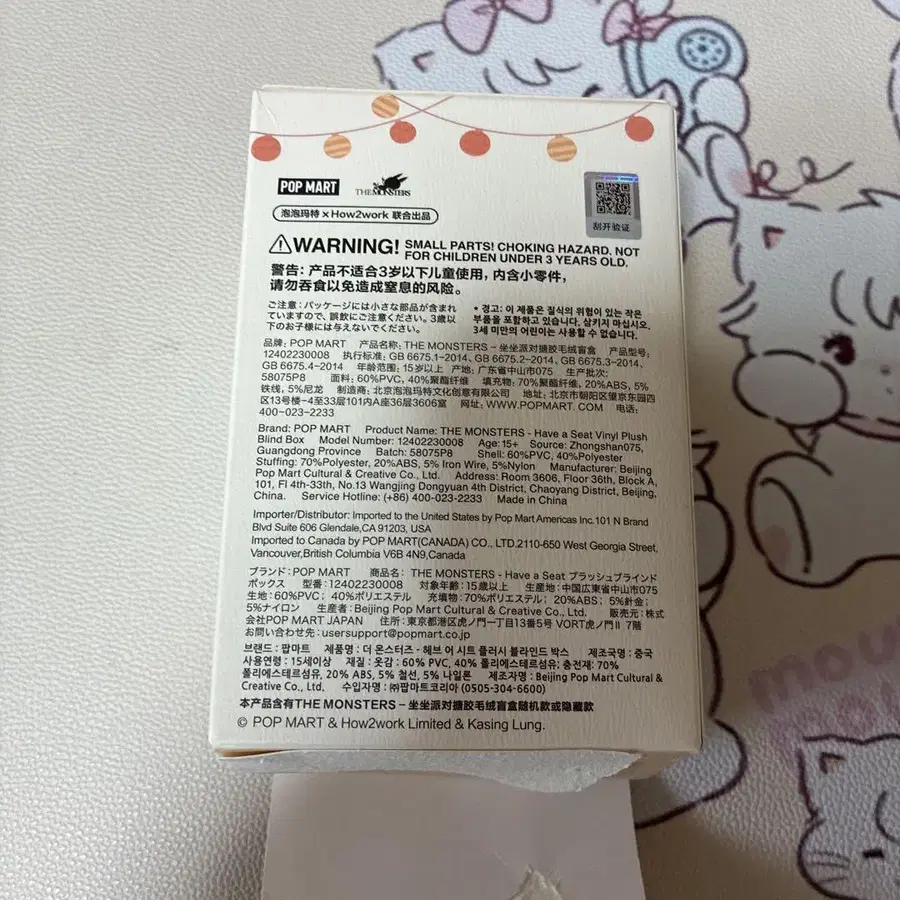 POP MART THE MONSTERS
泡泡玛特 × How2work 联合出品
刮开验证
⚠WARNING! SMALL PARTS! CHOKING HAZARD. NOT
FOR CHILDREN UNDER 3 YEARS OLD.
警告：产品不适合3岁以下儿童使用，内含小零件，
请勿吞食以免造成窒息的风险。
ご注意：パッケージには小さな部品が含まれ
ていますので、誤飲にご注意ください。3歳以
下のお子様には与えないでください。
• 경고: 이 제품은 질식의 위험이 있는 작은
부품을 포함하고 있습니다. 삼키지 마십시오.
3세 미만의 어린이는 사용할 수 없습니다.
品牌：POP MART 产品名称：THE MONSTERS – 坐坐派对搪胶毛绒盲盒 产品型号：
12402230008 执行标准：GB 6675.1-2014、GB 6675.2-2014、GB 6675.3-2014、
GB 6675.4-2014 年龄范围：15岁以上 产地：广东省中山市075 生产批次：
58075P8 面料：60%PVC，40%聚酯纤维 填充物：70%聚酯纤维，20%ABS，5%
铁线，5%尼龙 制造商：北京泡泡玛特文化创意有限公司 地址：北京市朝阳区望京东园四
区13号楼-4至33层101内A座36层3606室 网址：WWW.POPMART.COM 电话：
400-023-2233
Brand: POP MART Product Name: THE MONSTERS - Have a Seat Vinyl Plush
Blind Box Model Number: 12402230008 Age: 15+ Source: Zhongshan075,
Guangdong Province Batch: 58075P8 Shell: 60%PVC, 40%Polyester
Stuffing: 70%Polyester, 20%ABS, 5% Iron Wire, 5%Nylon Manufacturer: Beijing
Pop Mart Cultural & Creative Co., Ltd. Address: Room 3606, Floor 36th, Block A,
101, Fl 4th-33th, No.13 Wangjing Dongyuan 4th District, Chaoyang District, Beijing,
China. Service Hotline: (+86) 400-023-2233 Made in China
Importer/Distributor: Imported to the United States by Pop Mart Americas Inc.101 N Brand
Blvd Suite 606 Glendale,CA 91203, USA
Imported to Canada by POP MART(CANADA) CO., LTD.2110-650 West Georgia Street,
Vancouver,British Columbia V6B 4N9,Canada
ブランド：POP MART 商品名： THE MONSTERS - Have a Seat プラッシュブラインド
ボックス 型番：12402230008 対象年齢：15歳以上 生産地：中国広東省中山市075
生地：60%PVC； 40%ポリエステル 充填物：70%ポリエステル； 20%ABS； 5%針金；
5%ナイロン 生産者：Beijing Pop Mart Cultural & Creative Co., Ltd. 販売元：株式
会社POP MART JAPAN 住所：東京都港区虎ノ門一丁目13番5号 VORT虎ノ門II 7階
お問い合わせ先：usersupport@popmart.co.jp
브랜드 : 팝마트 제품명 : 더 몬스터즈 - 헤브 어 시트 플러시 블라인드 박스 제조국명 : 중국
사용연령 : 15세이상 재질 : 옷감 : 60% PVC, 40% 폴리에스테르섬유; 충전재: 70%
폴리에스테르섬유, 20% ABS, 5% 철선, 5% 나일론 제조자명 : Beijing Pop Mart Cultural &
Creative Co., Ltd. 수입자명 : ㈜팝마트코리아 (0505-304-6600)
本产品含有THE MONSTERS – 坐坐派对搪胶毛绒盲盒随机款或隐藏款
© POP MART & How2work Limited & Kasing Lung.
mou